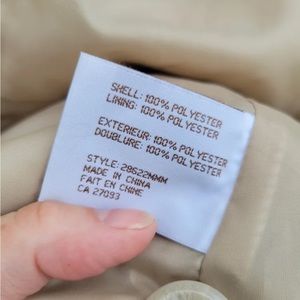 SHELL: 100% POLYESTER
LINING: 100% POLYESTER
EXTERIEUR: 100% POLYESTER
DOUBLURE: 100% POLYESTER
STYLE: 29622MMM
MADE IN CHINA
FAIT EN CHINE
CA 27093